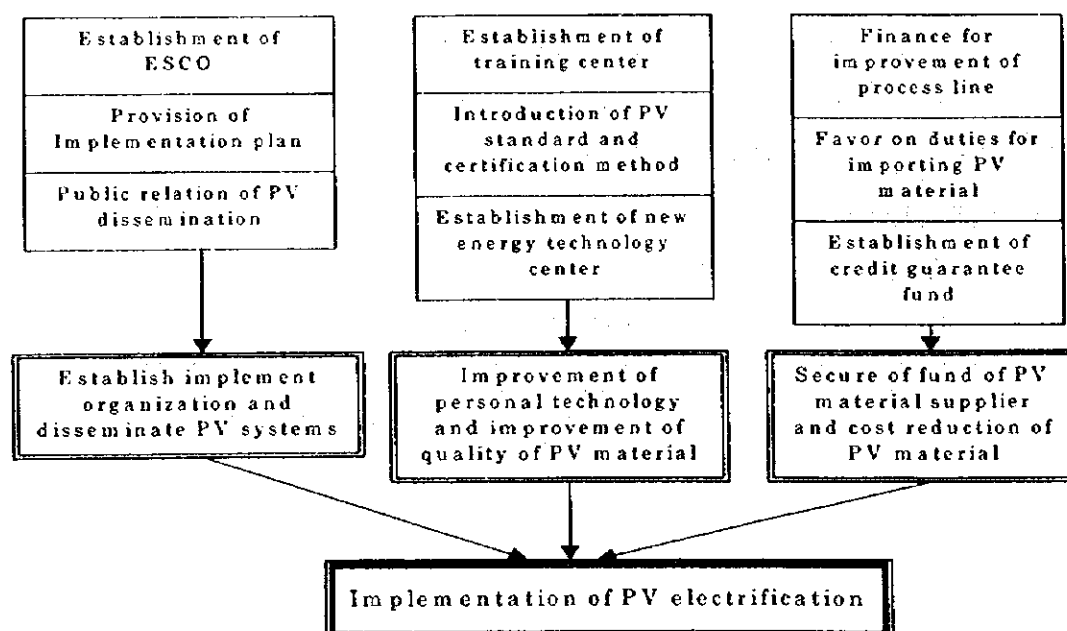 Establishment of
ESCO
Provision of
Implementation plan
Public relation of PV
dissemination
Establishment of
training center
Introduction of PV
standard and
certification method
Establishment of new
energy technology
center
Finance for
improvement of
process line
Favor on duties for
importing PV
material
Establishment of
credit guarantee
fund
Establish implement
organization and
disseminate PV systems
Improvement of
personal technology
and improvement of
quality of PV material
Secure of fund of PV
material supplier
and cost reduction of
PV material
Implementation of PV electrification